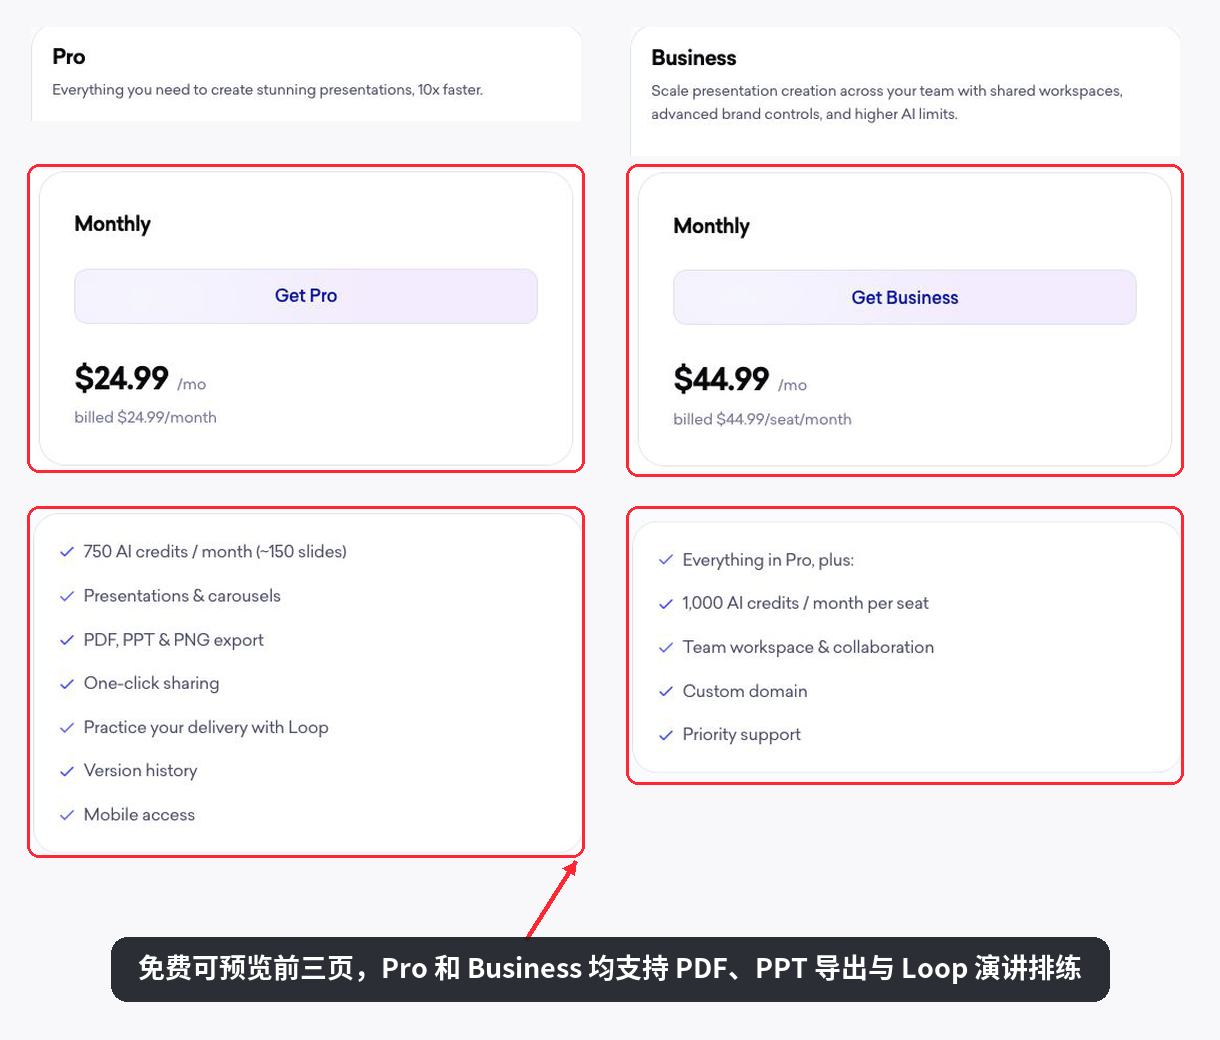 Pro
Everything you need to create stunning presentations, 10x faster.
Monthly
Get Pro
$24.99 /mo
billed $24.99/month
750 AI credits / month (~150 slides)
Presentations & carousels
PDF, PPT & PNG export
One-click sharing
Practice your delivery with Loop
Version history
Mobile access
Business
Scale presentation creation across your team with shared workspaces,
advanced brand controls, and higher AI limits.
Monthly
Get Business
$44.99 /mo
billed $44.99/seat/month
Everything in Pro, plus:
1,000 AI credits / month per seat
Team workspace & collaboration
Custom domain
Priority support
免费可预览前三页，Pro 和 Business 均支持 PDF、PPT 导出与 Loop 演讲排练